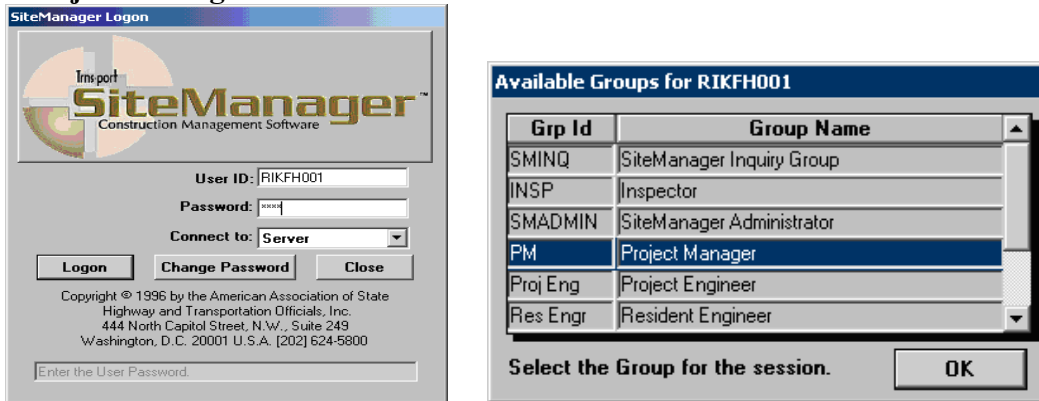 SiteManager Logon
Trns•port
SiteManager™
Construction Management Software
User ID: RIKFH001
Password: ****
Connect to: Server
Logon Change Password Close
Copyright © 1996 by the American Association of State
Highway and Transportation Officials, Inc.
444 North Capitol Street, N.W., Suite 249
Washington, D.C. 20001 U.S.A. [202] 624-5800
Enter the User Password.
Available Groups for RIKFH001
Grp Id Group Name
SMINQ SiteManager Inquiry Group
INSP Inspector
SMADMIN SiteManager Administrator
PM Project Manager
Proj Eng Project Engineer
Res Engr Resident Engineer
Select the Group for the session. OK